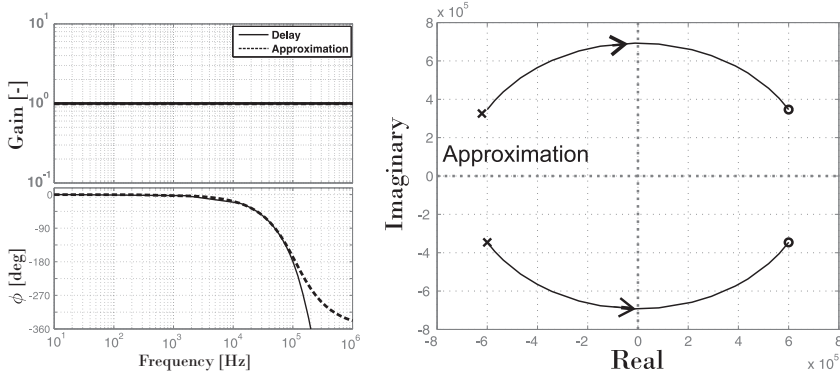 Gain [-]
10^1
10^0
10^-1
Delay
Approximation
ϕ [deg]
0
-90
-180
-270
-360
10^1 10^2 10^3 10^4 10^5 10^6
Frequency [Hz]
x 10^5
Imaginary
8
6
4
2
0
-2
-4
-6
-8
Approximation
-8 -6 -4 -2 0 2 4 6 8
Real
x 10^5